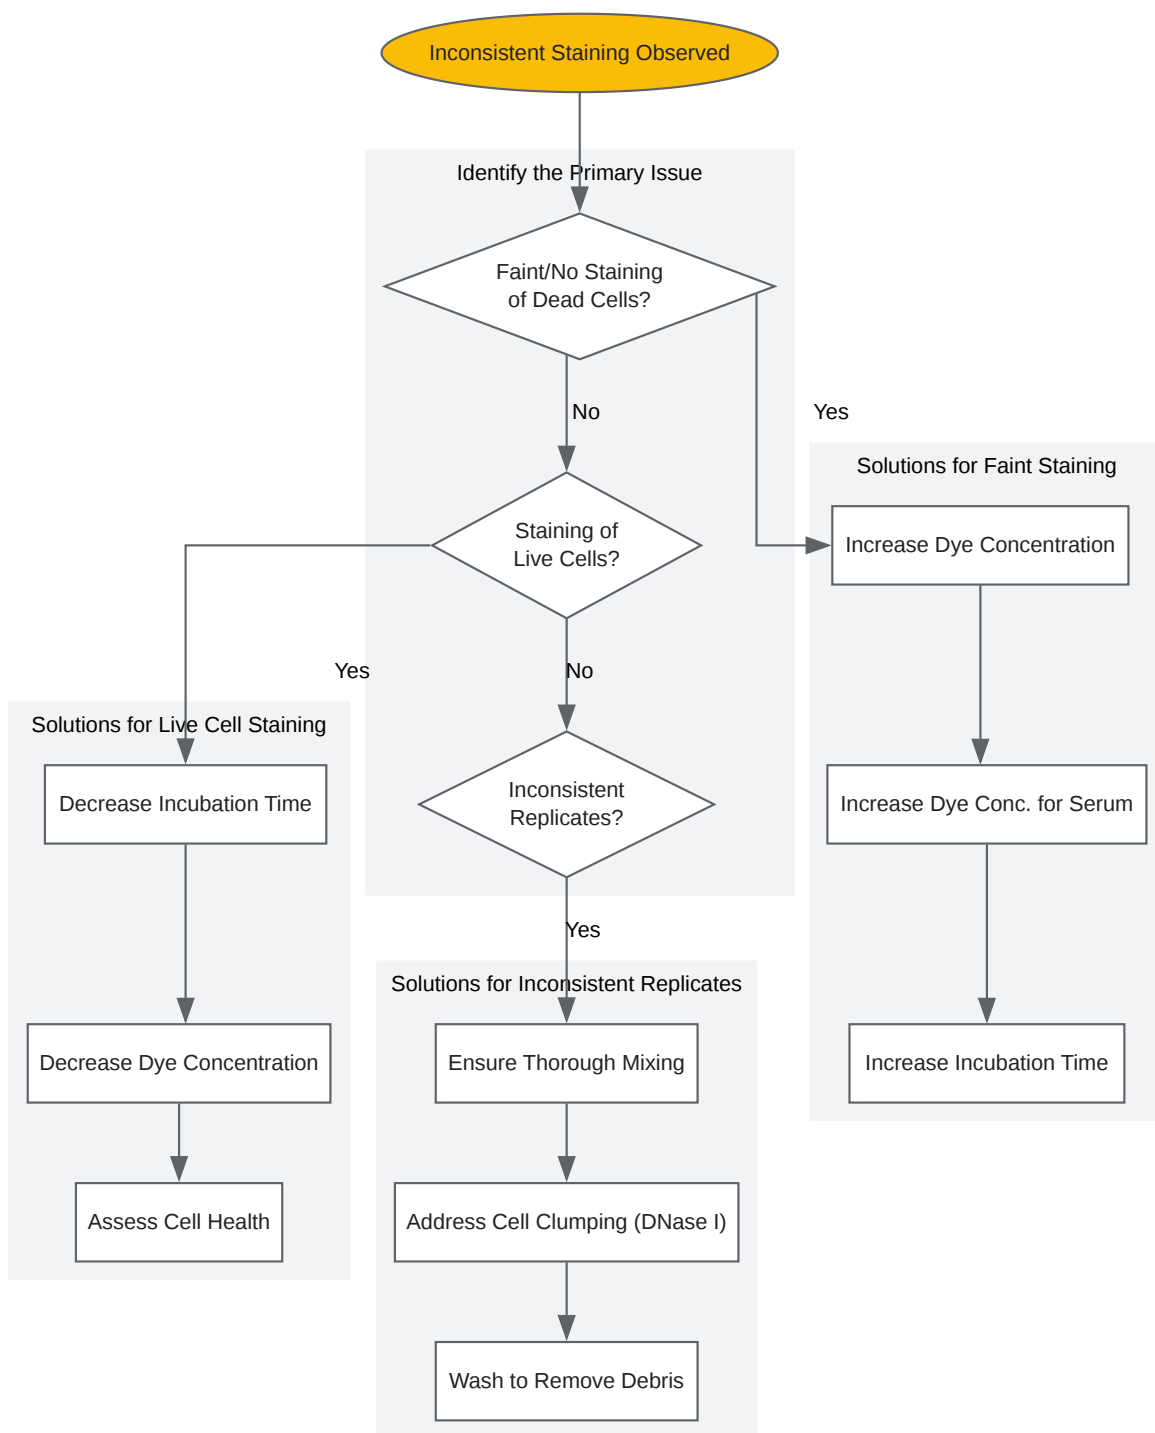 Inconsistent Staining Observed
Identify the Primary Issue
Faint/No Staining
of Dead Cells?
No
Yes
Solutions for Faint Staining
Staining of
Live Cells?
Increase Dye Concentration
Yes
No
Solutions for Live Cell Staining
Decrease Incubation Time
Inconsistent
Replicates?
Increase Dye Conc. for Serum
Yes
Solutions for Inconsistent Replicates
Decrease Dye Concentration
Ensure Thorough Mixing
Increase Incubation Time
Assess Cell Health
Address Cell Clumping (DNase I)
Wash to Remove Debris